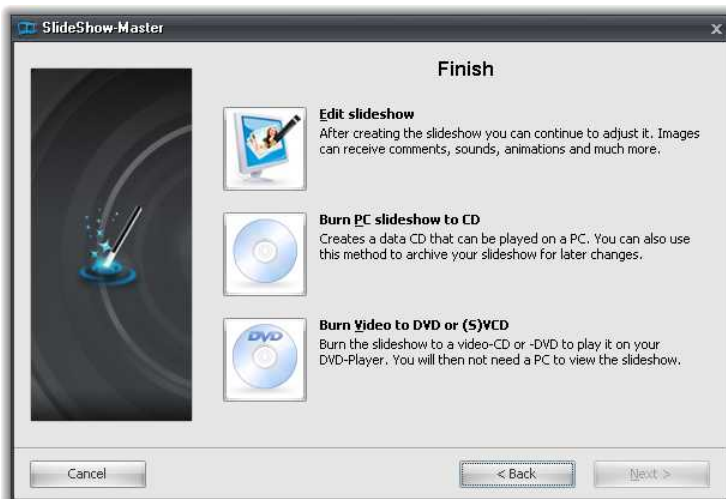 SlideShow-Master
x
Finish
Edit slideshow
After creating the slideshow you can continue to adjust it. Images
can receive comments, sounds, animations and much more.
Burn PC slideshow to CD
Creates a data CD that can be played on a PC. You can also use
this method to archive your slideshow for later changes.
DVD
Burn Video to DVD or (S)VCD
Burn the slideshow to a video-CD or -DVD to play it on your
DVD-Player. You will then not need a PC to view the slideshow.
Cancel
< Back
Next >